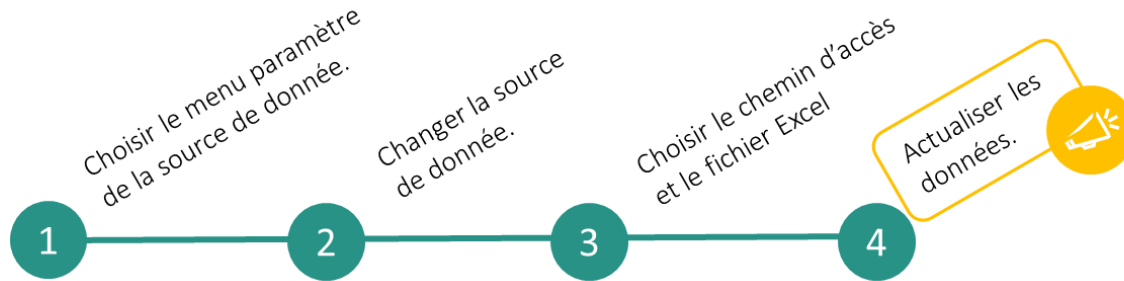 Choisir le menu paramètre
de la source de donnée.
Changer la source
de donnée.
Choisir le chemin d’accès
et le fichier Excel
Actualiser les
données.
1
2
3
4